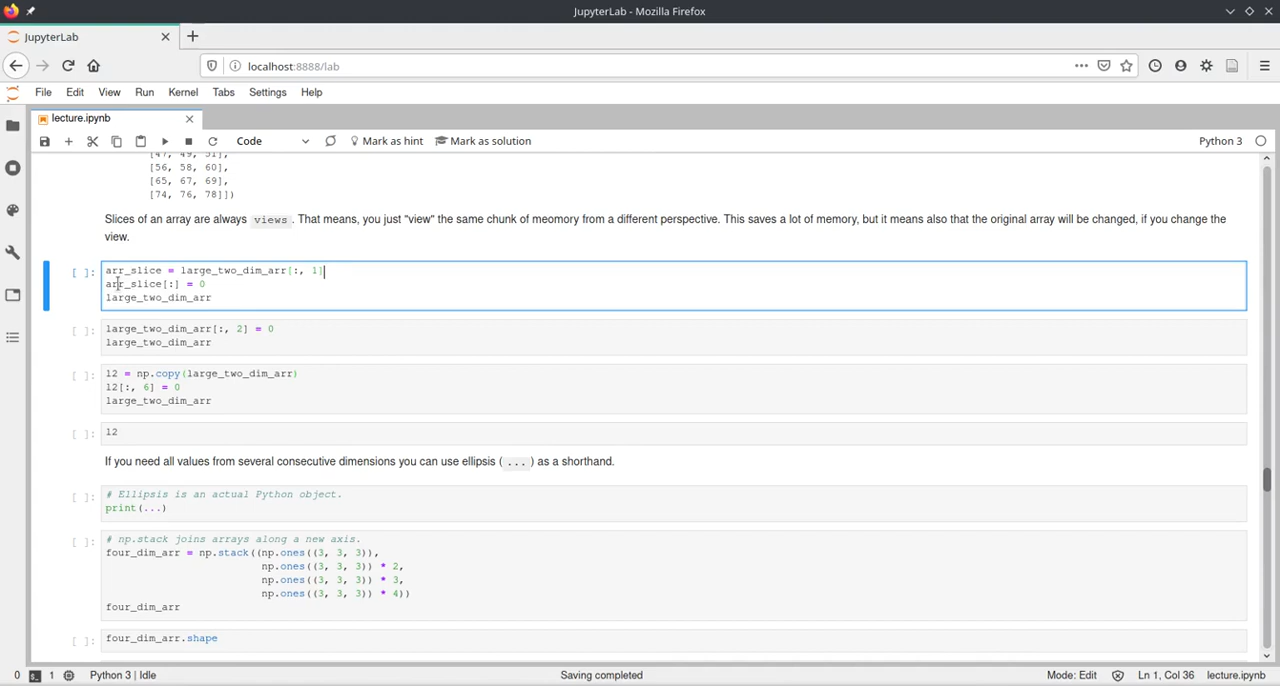 JupyterLab - Mozilla Firefox
JupyterLab
localhost:8888/lab
File Edit View Run Kernel Tabs Settings Help
lecture.ipynb
Code Mark as hint Mark as solution Python 3
[47, 49, 51],
[56, 58, 60],
[65, 67, 69],
[74, 76, 78]])
Slices of an array are always views. That means, you just "view" the same chunk of meomory from a different perspective. This saves a lot of memory, but it means also that the original array will be changed, if you change the
view.
[ ]: arr_slice = large_two_dim_arr[:, 1]
arr_slice[:] = 0
large_two_dim_arr
[ ]: large_two_dim_arr[:, 2] = 0
large_two_dim_arr
[ ]: l2 = np.copy(large_two_dim_arr)
l2[:, 6] = 0
large_two_dim_arr
[ ]: l2
If you need all values from several consecutive dimensions you can use ellipsis (...) as a shorthand.
[ ]: # Ellipsis is an actual Python object.
print(...)
[ ]: # np.stack joins arrays along a new axis.
four_dim_arr = np.stack((np.ones((3, 3, 3)),
np.ones((3, 3, 3)) * 2,
np.ones((3, 3, 3)) * 3,
np.ones((3, 3, 3)) * 4))
four_dim_arr
[ ]: four_dim_arr.shape
0 1 Python 3 | Idle Saving completed Mode: Edit Ln 1, Col 36 lecture.ipynb